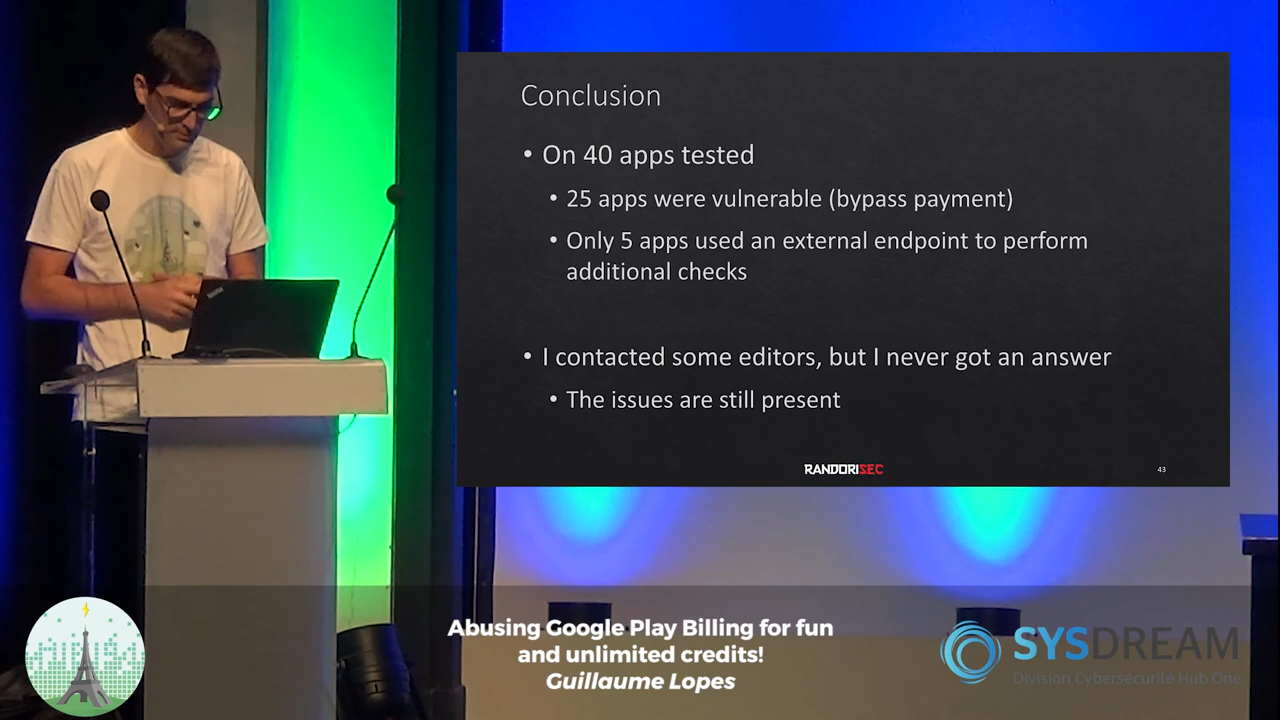 Conclusion
• On 40 apps tested
• 25 apps were vulnerable (bypass payment)
• Only 5 apps used an external endpoint to perform
additional checks
• I contacted some editors, but I never got an answer
• The issues are still present
RANDORISEC
43
Abusing Google Play Billing for fun
and unlimited credits!
Guillaume Lopes
SYSDREAM
Division Cybersécurité Hub One